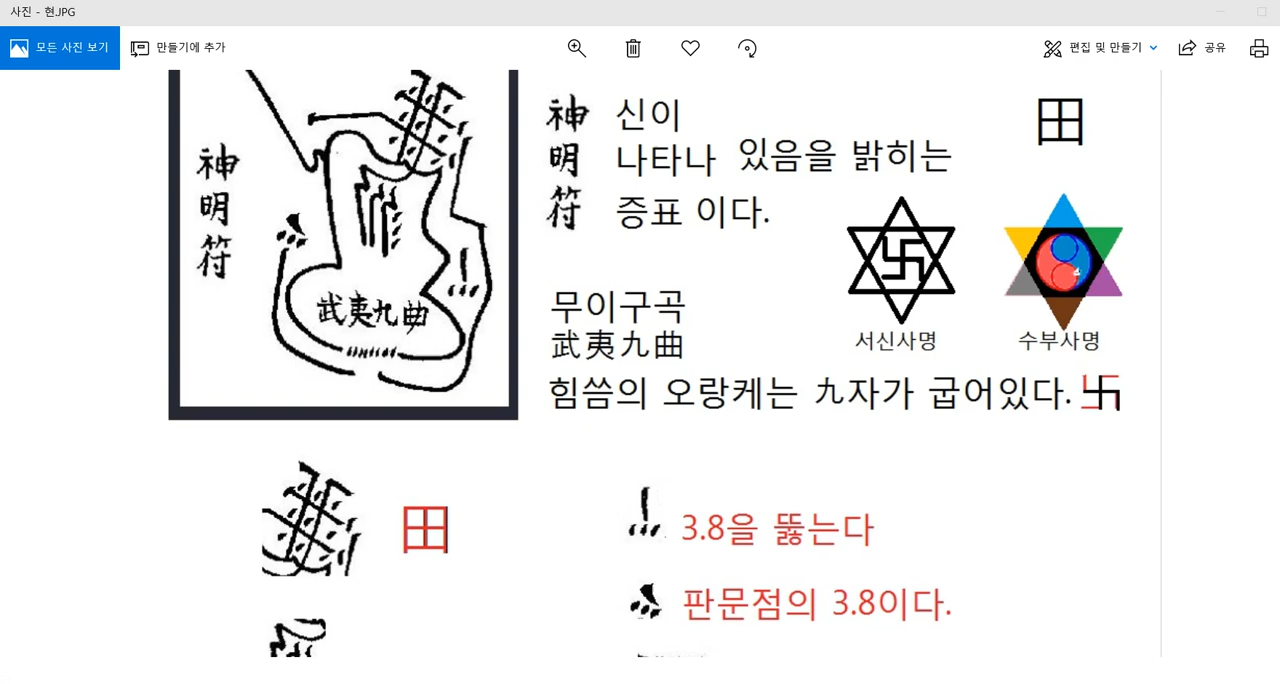 사진 - 현.JPG
모든 사진 보기
만들기에 추가
편집 및 만들기
공유
神明符
武夷九曲
神明符
신이
나타나 있음을 밝히는
증표 이다.
田
卐
서신사명
수부사명
무이구곡
武夷九曲
힘씀의 오랑케는 九자가 굽어있다. 卐
田
3.8을 뚫는다
판문점의 3.8이다.